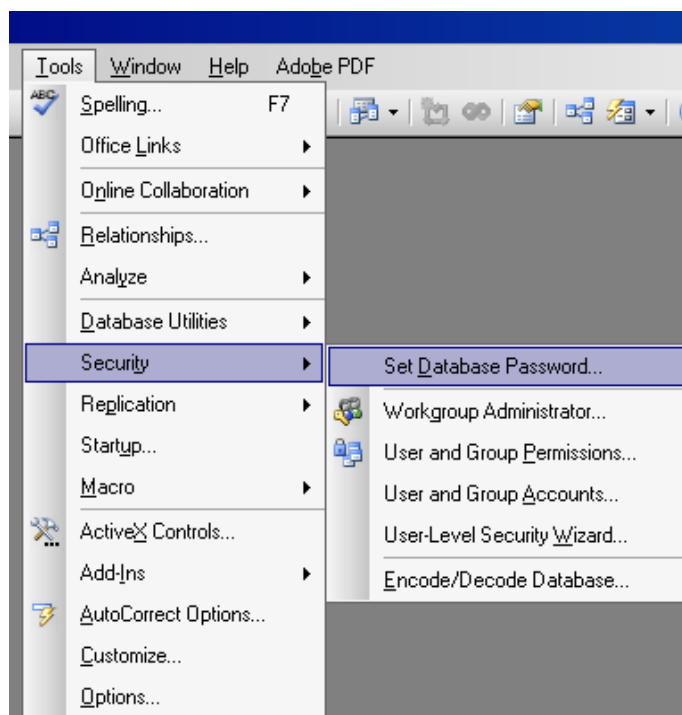 Tools Window Help Adobe PDF
ABC Spelling... F7
Office Links
Online Collaboration
Relationships...
Analyze
Database Utilities
Security
Set Database Password...
Replication
Workgroup Administrator...
Startup...
User and Group Permissions...
Macro
User and Group Accounts...
ActiveX Controls...
User-Level Security Wizard...
Add-Ins
Encode/Decode Database...
AutoCorrect Options...
Customize...
Options...